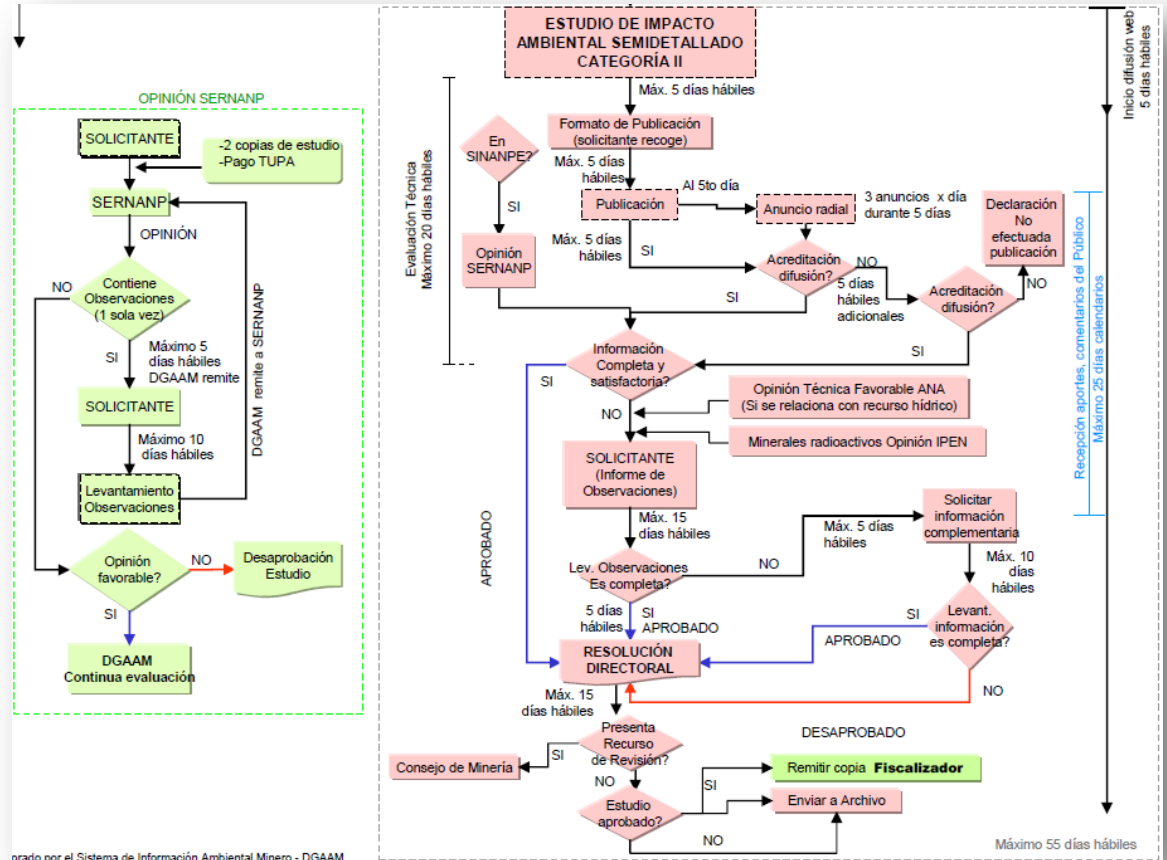 OPINIÓN SERNANP
SOLICITANTE
-2 copias de estudio
-Pago TUPA
SERNANP
OPINIÓN
NO
Contiene
Observaciones
(1 sola vez)
SI
Máximo 5
días hábiles
DGAAM remite
SOLICITANTE
Máximo 10
días hábiles
Levantamiento
Observaciones
DGAAM remite a SERNANP
Opinión
favorable?
NO
Desaprobación
Estudio
SI
DGAAM
Continua evaluación
orado por el Sistema de Información Ambiental Minero - DGAAM
ESTUDIO DE IMPACTO
AMBIENTAL SEMIDETALLADO
CATEGORÍA II
Máx. 5 días hábiles
Inicio difusión web
5 días hábiles
Evaluación Técnica
Máximo 20 días hábiles
En
SINANPE?
SI
Opinión
SERNANP
Formato de Publicación
(solicitante recoge)
Máx. 5 días
hábiles
Publicación
Al 5to día
Anuncio radial
3 anuncios x día
durante 5 días
Máx. 5 días
hábiles
SI
Acreditación
difusión?
NO
5 días
hábiles
adicionales
SI
Acreditación
difusión?
NO
Declaración
No
efectuada
publicación
SI
Recepción aportes, comentarios del Público
Máximo 25 días calendarios
Información
Completa y
satisfactoria?
SI
NO
Opinión Técnica Favorable ANA
(Si se relaciona con recurso hídrico)
Minerales radioactivos Opinión IPEN
SOLICITANTE
(Informe de
Observaciones)
Máx. 15
días hábiles
APROBADO
Lev. Observaciones
Es completa?
NO
Máx. 5 días
hábiles
Solicitar
información
complementaria
Máx. 10
días
hábiles
5 días
hábiles
SI
APROBADO
Levant.
información
es completa?
SI
APROBADO
NO
RESOLUCIÓN
DIRECTORAL
Máx. 15
días hábiles
Presenta
Recurso
de Revisión?
SI
Consejo de Minería
NO
DESAPROBADO
Estudio
aprobado?
SI
Remitir copia Fiscalizador
Enviar a Archivo
NO
Máximo 55 días hábiles